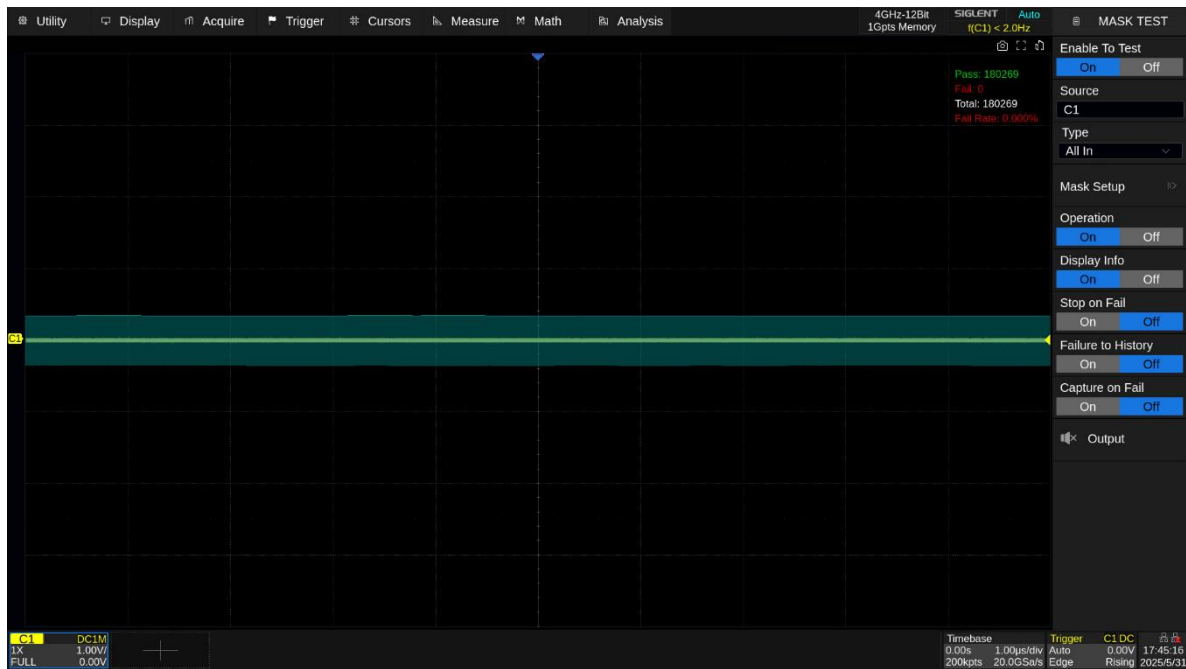 Utility Display Acquire Trigger Cursors Measure Math Analysis
4GHz-12Bit
1Gpts Memory
SIGLENT Auto
f(C1) < 2.0Hz
MASK TEST
Pass: 180269
Fail: 0
Total: 180269
Fail Rate: 0.000%
Enable To Test
On Off
Source
C1
Type
All In
Mask Setup
Operation
On Off
Display Info
On Off
Stop on Fail
On Off
Failure to History
On Off
Capture on Fail
On Off
Output
C1
C1 DC1M
1X 1.00V/
FULL 0.00V
Timebase
0.00s 1.00μs/div
200kpts 20.0GSa/s
Trigger C1 DC
Auto 0.00V
Edge Rising
17:45:16
2025/5/31